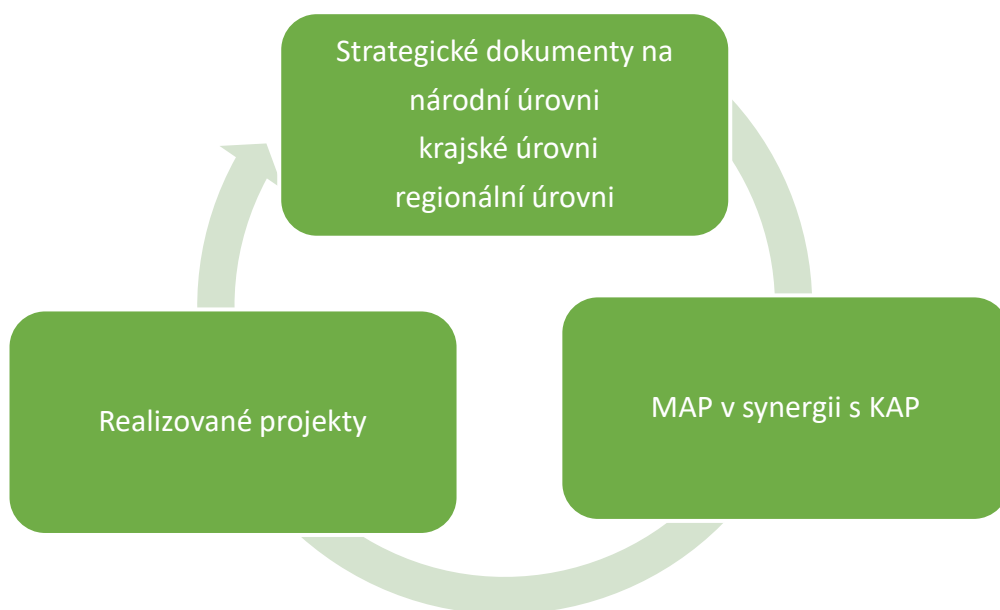 Strategické dokumenty na
národní úrovni
krajské úrovni
regionální úrovni
Realizované projekty
MAP v synergii s KAP